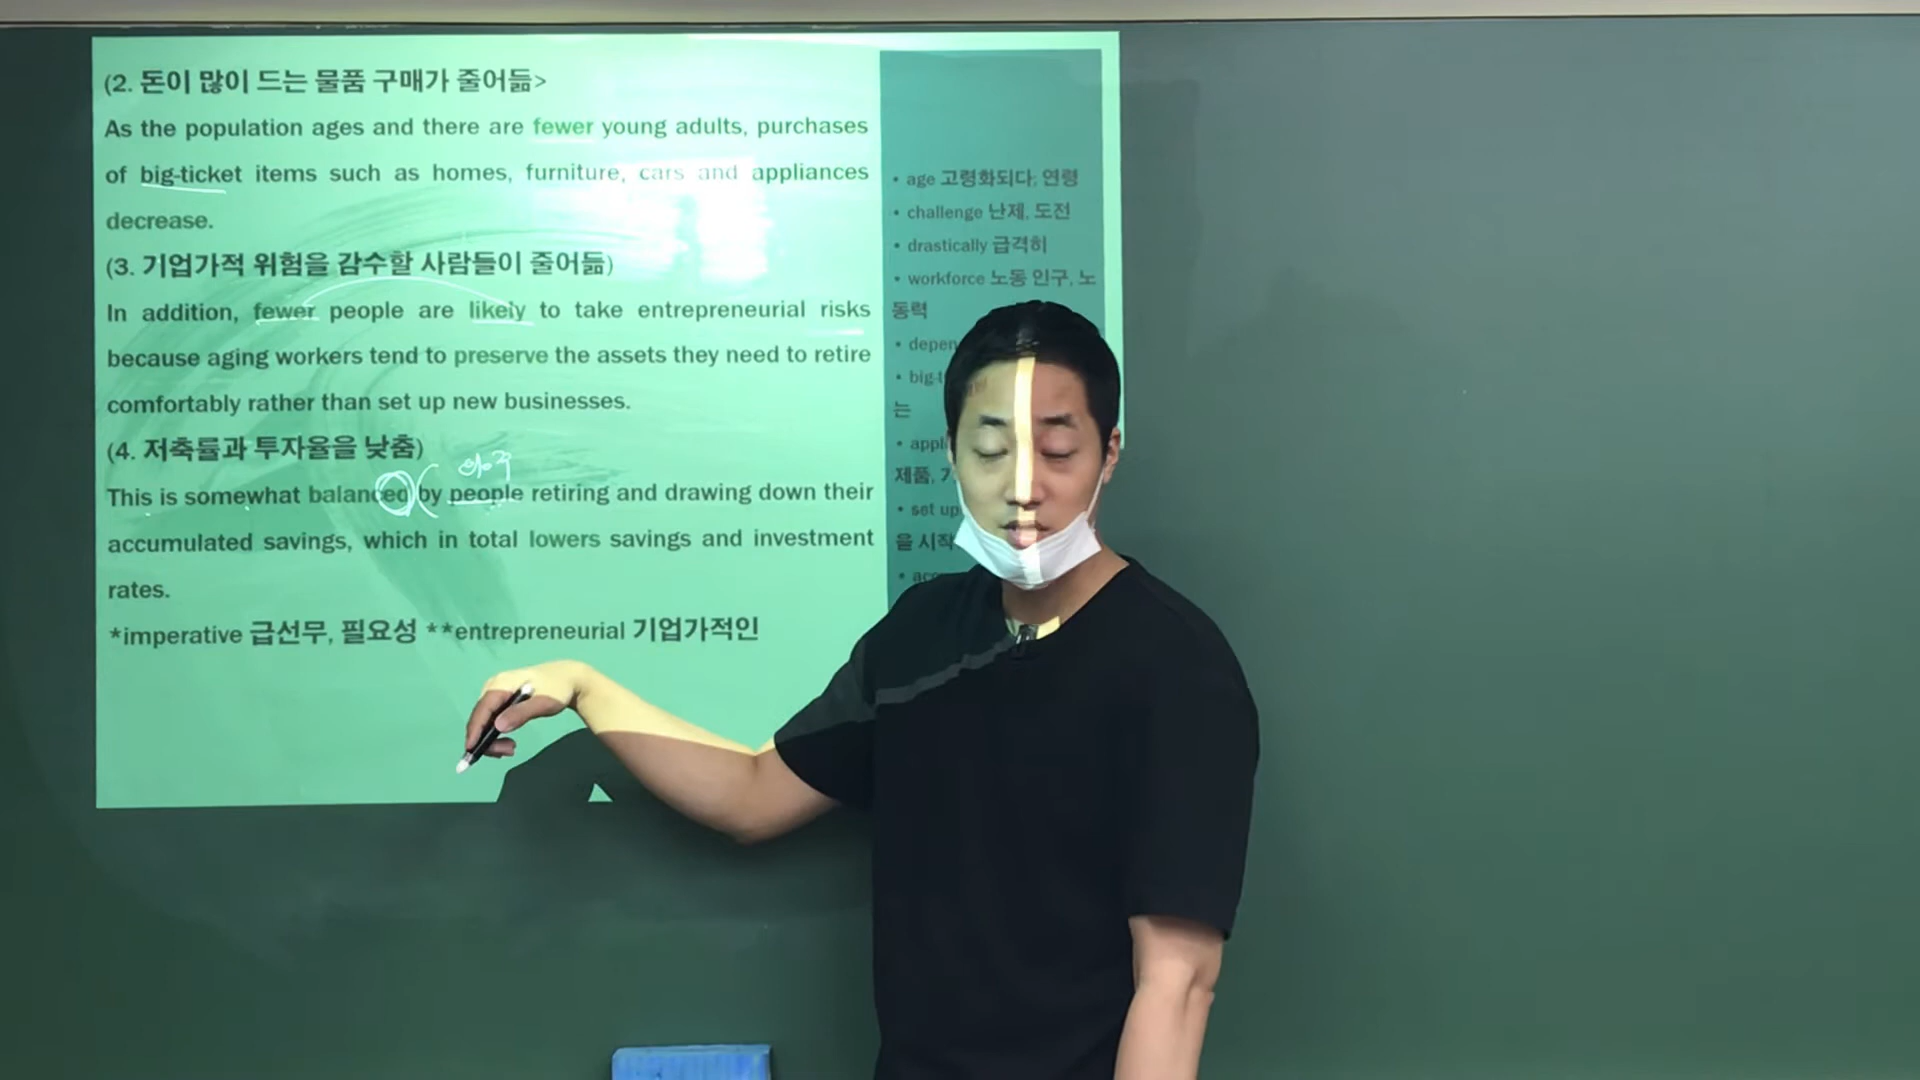 (2. 돈이 많이 드는 물품 구매가 줄어듦>
As the population ages and there are fewer young adults, purchases
of big-ticket items such as homes, furniture, cars and appliances
decrease.
(3. 기업가적 위험을 감수할 사람들이 줄어듦)
In addition, fewer people are likely to take entrepreneurial risks
because aging workers tend to preserve the assets they need to retire
comfortably rather than set up new businesses.
(4. 저축률과 투자율을 낮춤)
This is somewhat balanced by people retiring and drawing down their
accumulated savings, which in total lowers savings and investment
rates.
*imperative 급선무, 필요성 **entrepreneurial 기업가적인
• age 고령화되다; 연령
• challenge 난제, 도전
• drastically 급격히
• workforce 노동 인구, 노
동력
는
• set up
을 시작